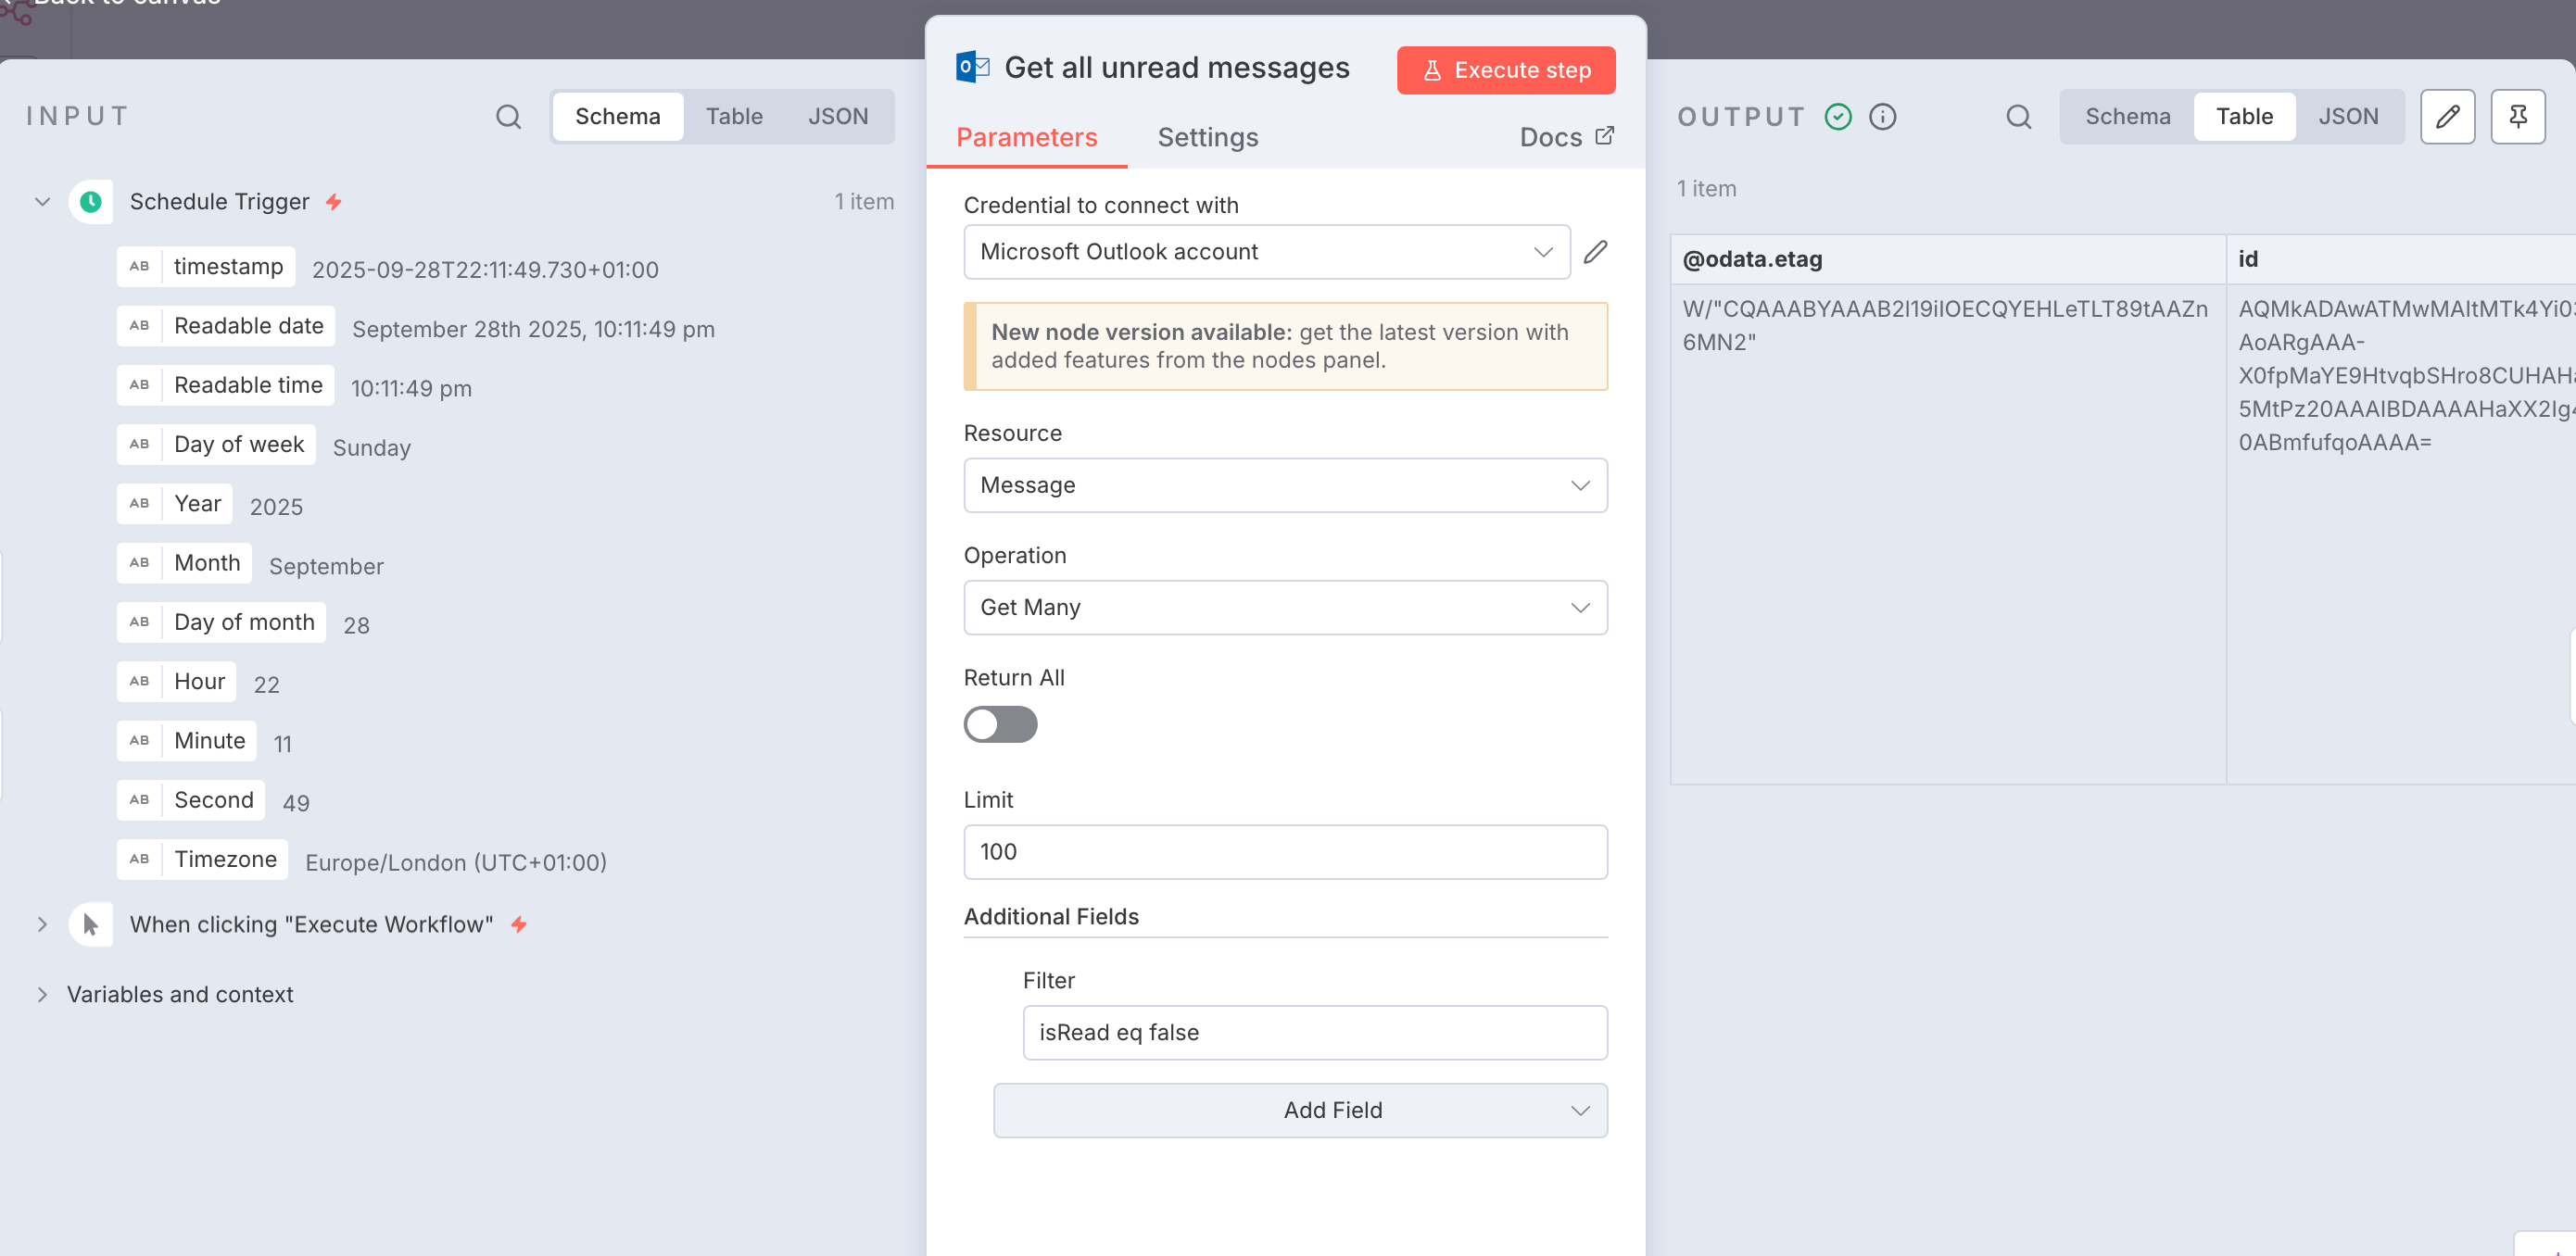 Back to canvas
Get all unread messages
Execute step
INPUT
Schema
Table
JSON
Parameters
Settings
Docs
OUTPUT
Schema
Table
JSON
Schedule Trigger
1 item
AB timestamp 2025-09-28T22:11:49.730+01:00
AB Readable date September 28th 2025, 10:11:49 pm
AB Readable time 10:11:49 pm
AB Day of week Sunday
AB Year 2025
AB Month September
AB Day of month 28
AB Hour 22
AB Minute 11
AB Second 49
AB Timezone Europe/London (UTC+01:00)
When clicking "Execute Workflow"
Variables and context
Credential to connect with
Microsoft Outlook account
New node version available: get the latest version with
added features from the nodes panel.
Resource
Message
Operation
Get Many
Return All
Limit
100
Additional Fields
Filter
isRead eq false
Add Field
1 item
@odata.etag
id
W/"CQAAABYAAAB2l19iIOECQYEHLeTLT89tAAZn
6MN2"
AQMkADAwATMwMAItMTk4Yi0
AoARgAAA-
X0fpMaYE9HtvqbSHro8CUHAH
5MtPz20AAAIBDAAAAHaXX2Ig
0ABmfufqoAAAA=